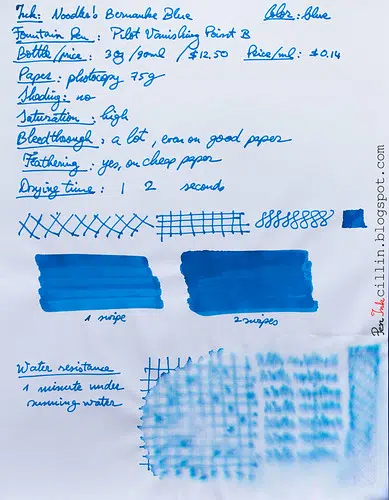 Ink: Noodler's Bernanke Blue Color: blue
Fountain Pen: Pilot Vanishing Point B
Bottle/price: 3oz/90ml / $12.50 Price/ml: $0.14
Paper: photocopy 75g
Shading: no
Saturation: high
Bleedthrough: a lot, even on good paper
Feathering: yes, on cheap paper
Drying time: 1 2 seconds
1 swipe 2 swipes
Water resistance
1 minute under
running water
Pen Inkcillin.blogspot.com